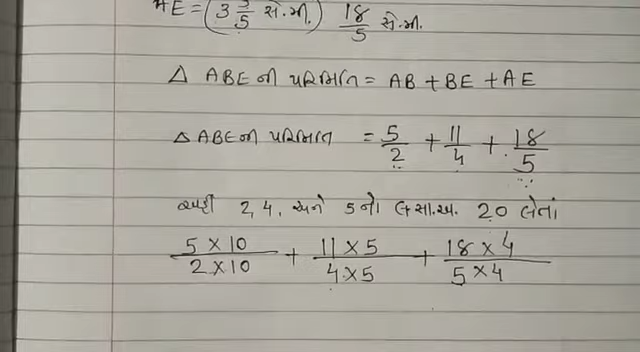 AE = (3 3/5 સે.મી.) 18/5 સે.મી.
Δ ABE ની પરિમિતિ = AB + BE + AE
Δ ABE ની પરિમિતિ = 5/2 + 11/4 + 18/5
અહીં 2, 4, અને 5નો લ.સા.અ. 20 લેતાં
5 × 10 / 2 × 10 + 11 × 5 / 4 × 5 + 18 × 4 / 5 × 4